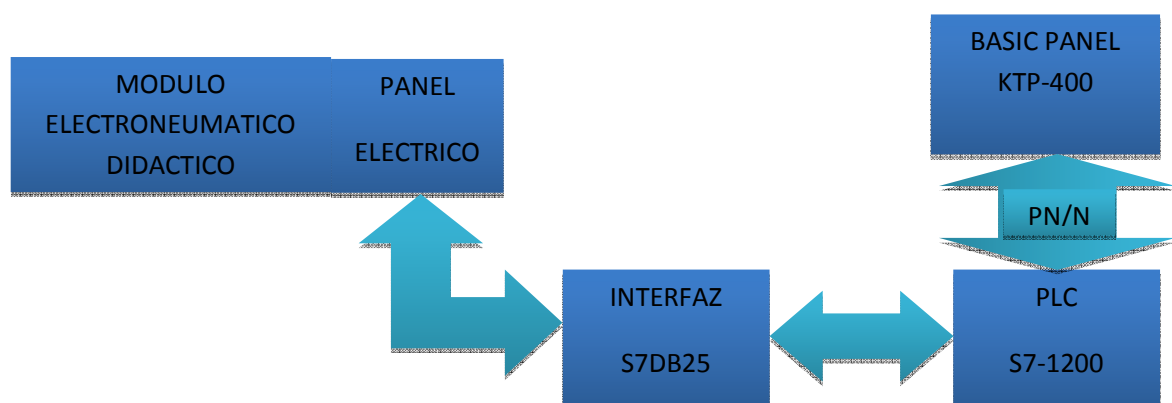 MODULO
ELECTRONEUMATICO
DIDACTICO
PANEL
ELECTRICO
BASIC PANEL
KTP-400
PN/N
INTERFAZ
S7DB25
PLC
S7-1200